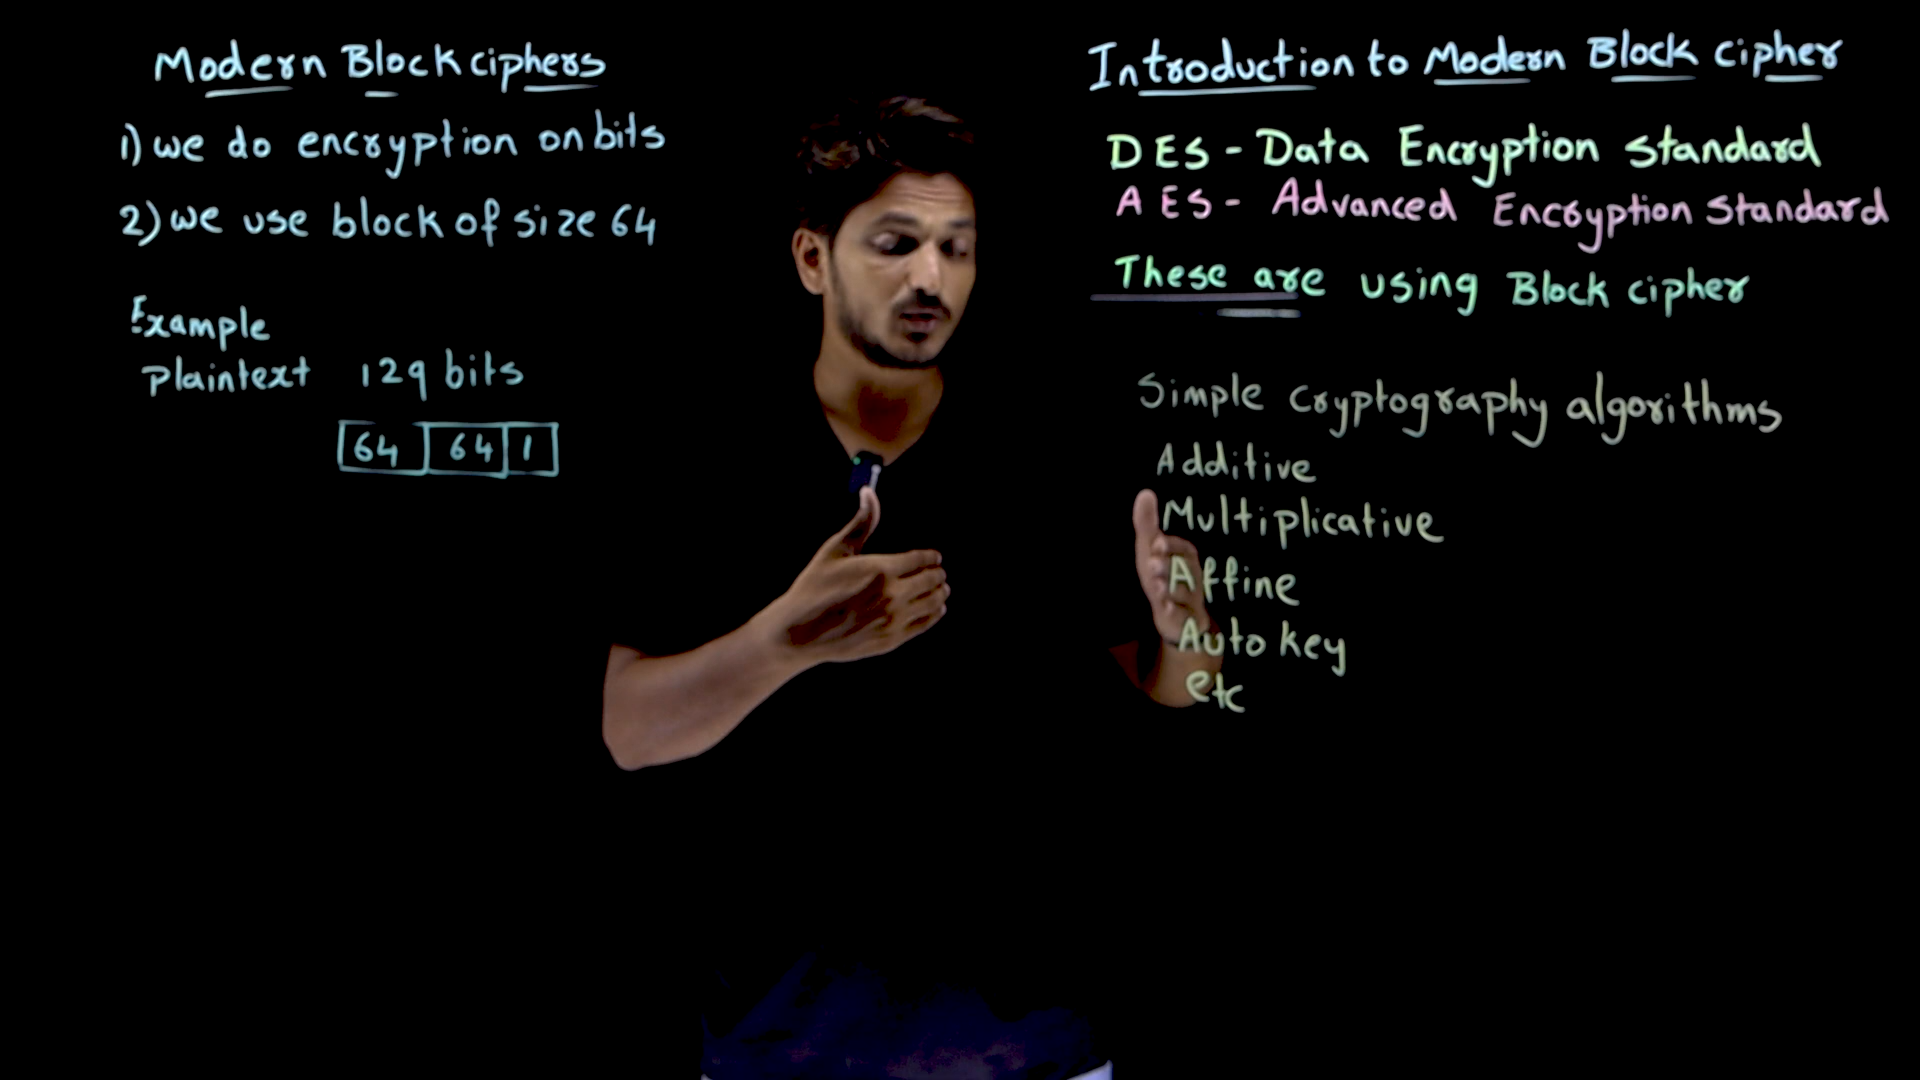 Modern Block ciphers
1) we do encryption on bits
2) we use block of size 64
Example
Plaintext 129 bits
64 64 1
Introduction to Modern Block cipher
DES - Data Encryption Standard
AES - Advanced Encryption Standard
These are using Block cipher
Simple cryptography algorithms
Additive
Multiplicative
Affine
Auto key
etc